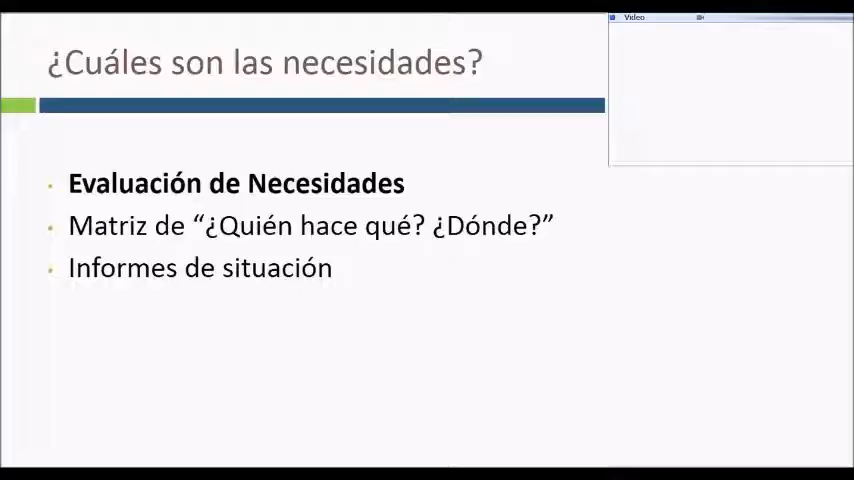 ¿Cuáles son las necesidades?
Video
Evaluación de Necesidades
Matriz de “¿Quién hace qué? ¿Dónde?”
Informes de situación